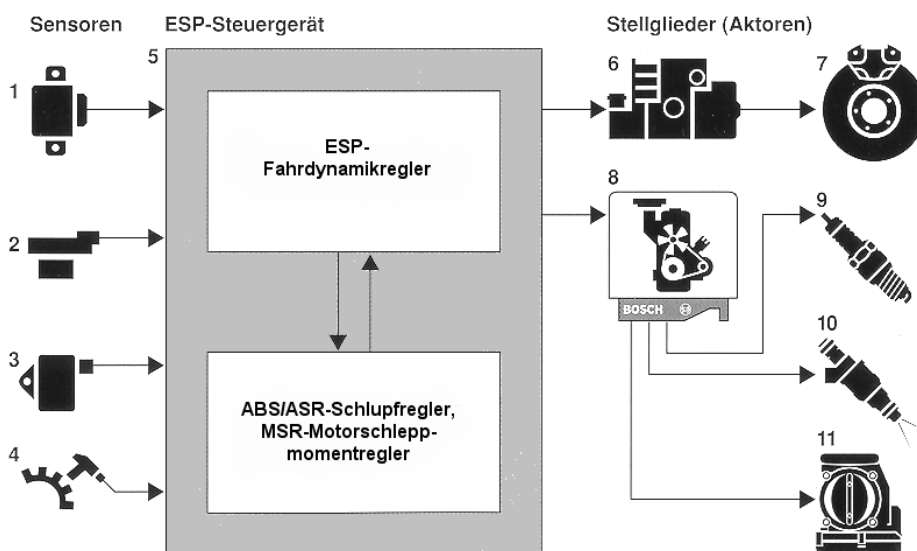 Sensoren
ESP-Steuergerät
Stellglieder (Aktoren)
1
2
3
4
5
ESP-
Fahrdynamikregler
ABS/ASR-Schlupfregler,
MSR-Motorschlepp-
momentregler
6
7
8
BOSCH
9
10
11